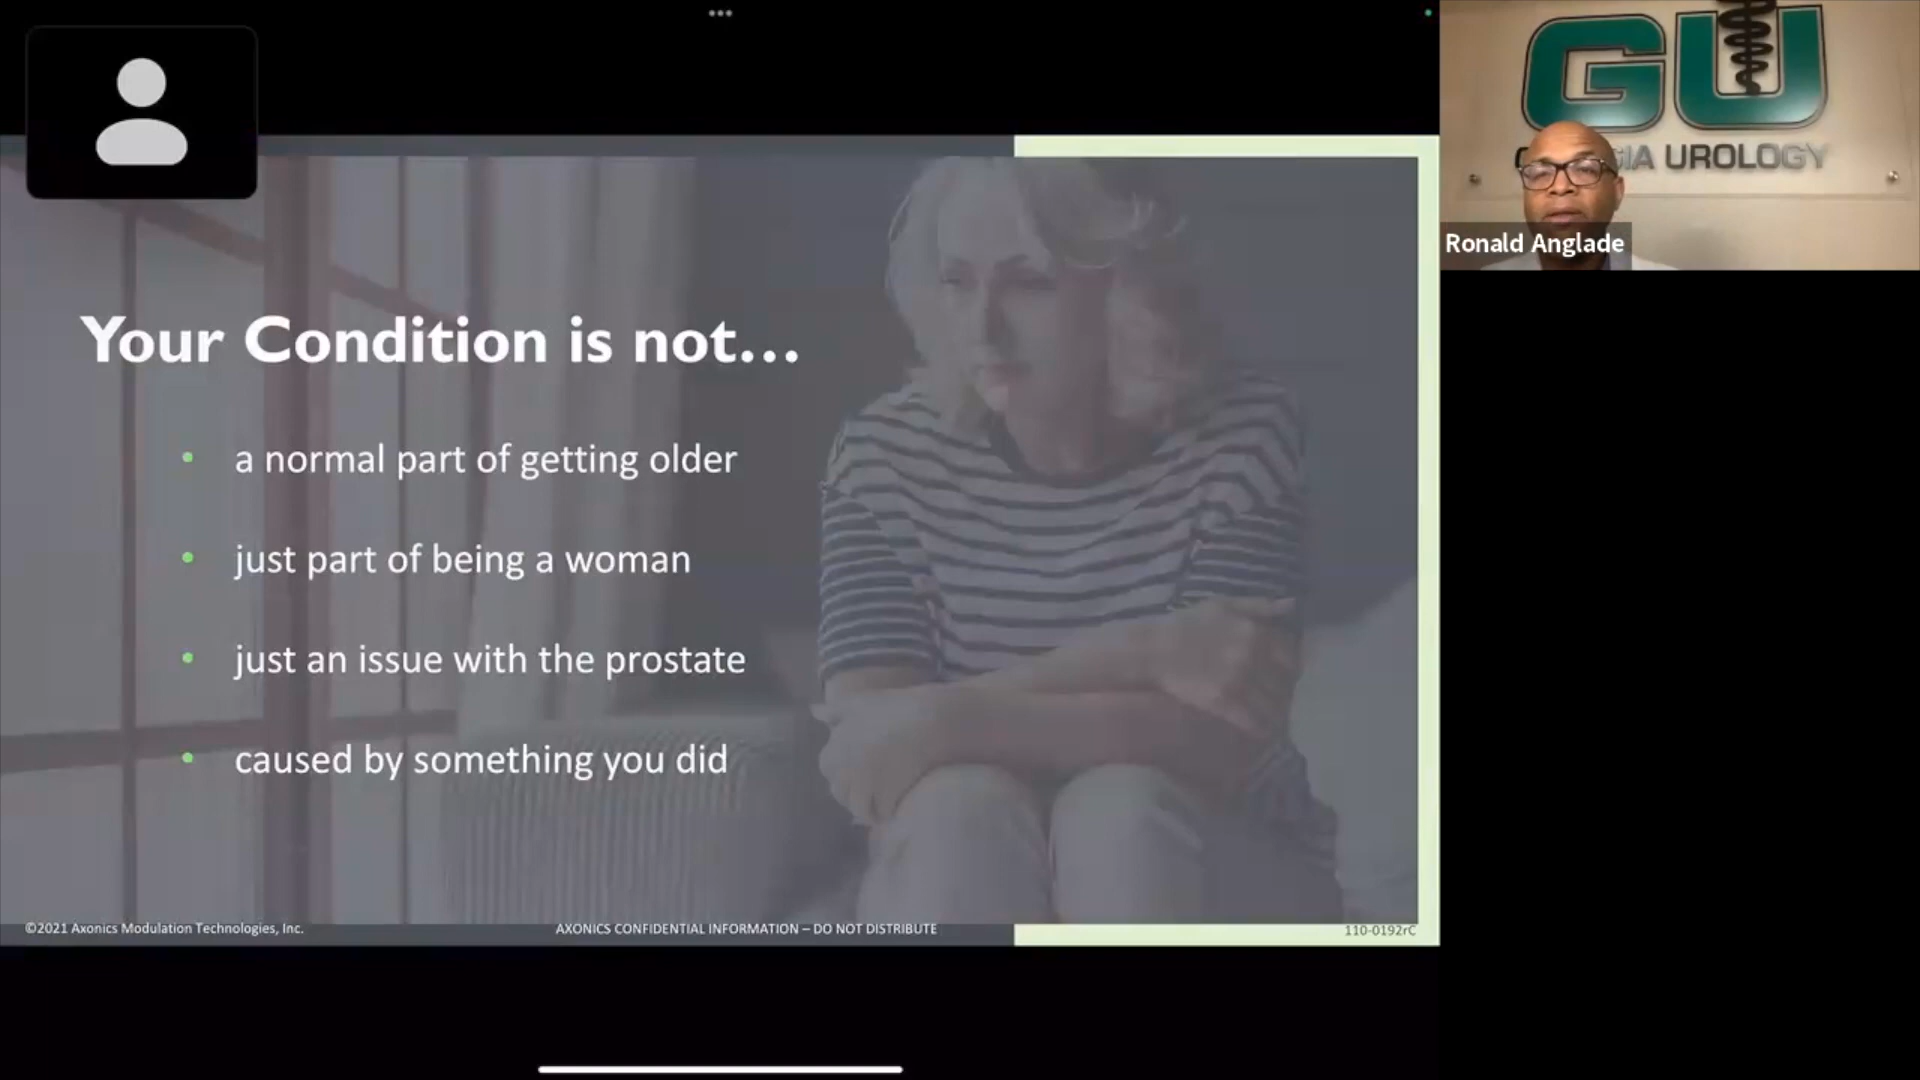 Your Condition is not...
• a normal part of getting older
• just part of being a woman
• just an issue with the prostate
• caused by something you did
©2021 Axonics Modulation Technologies, Inc.
AXONICS CONFIDENTIAL INFORMATION – DO NOT DISTRIBUTE
110-0192rC
GU
IA UROLOGY
Ronald Anglade